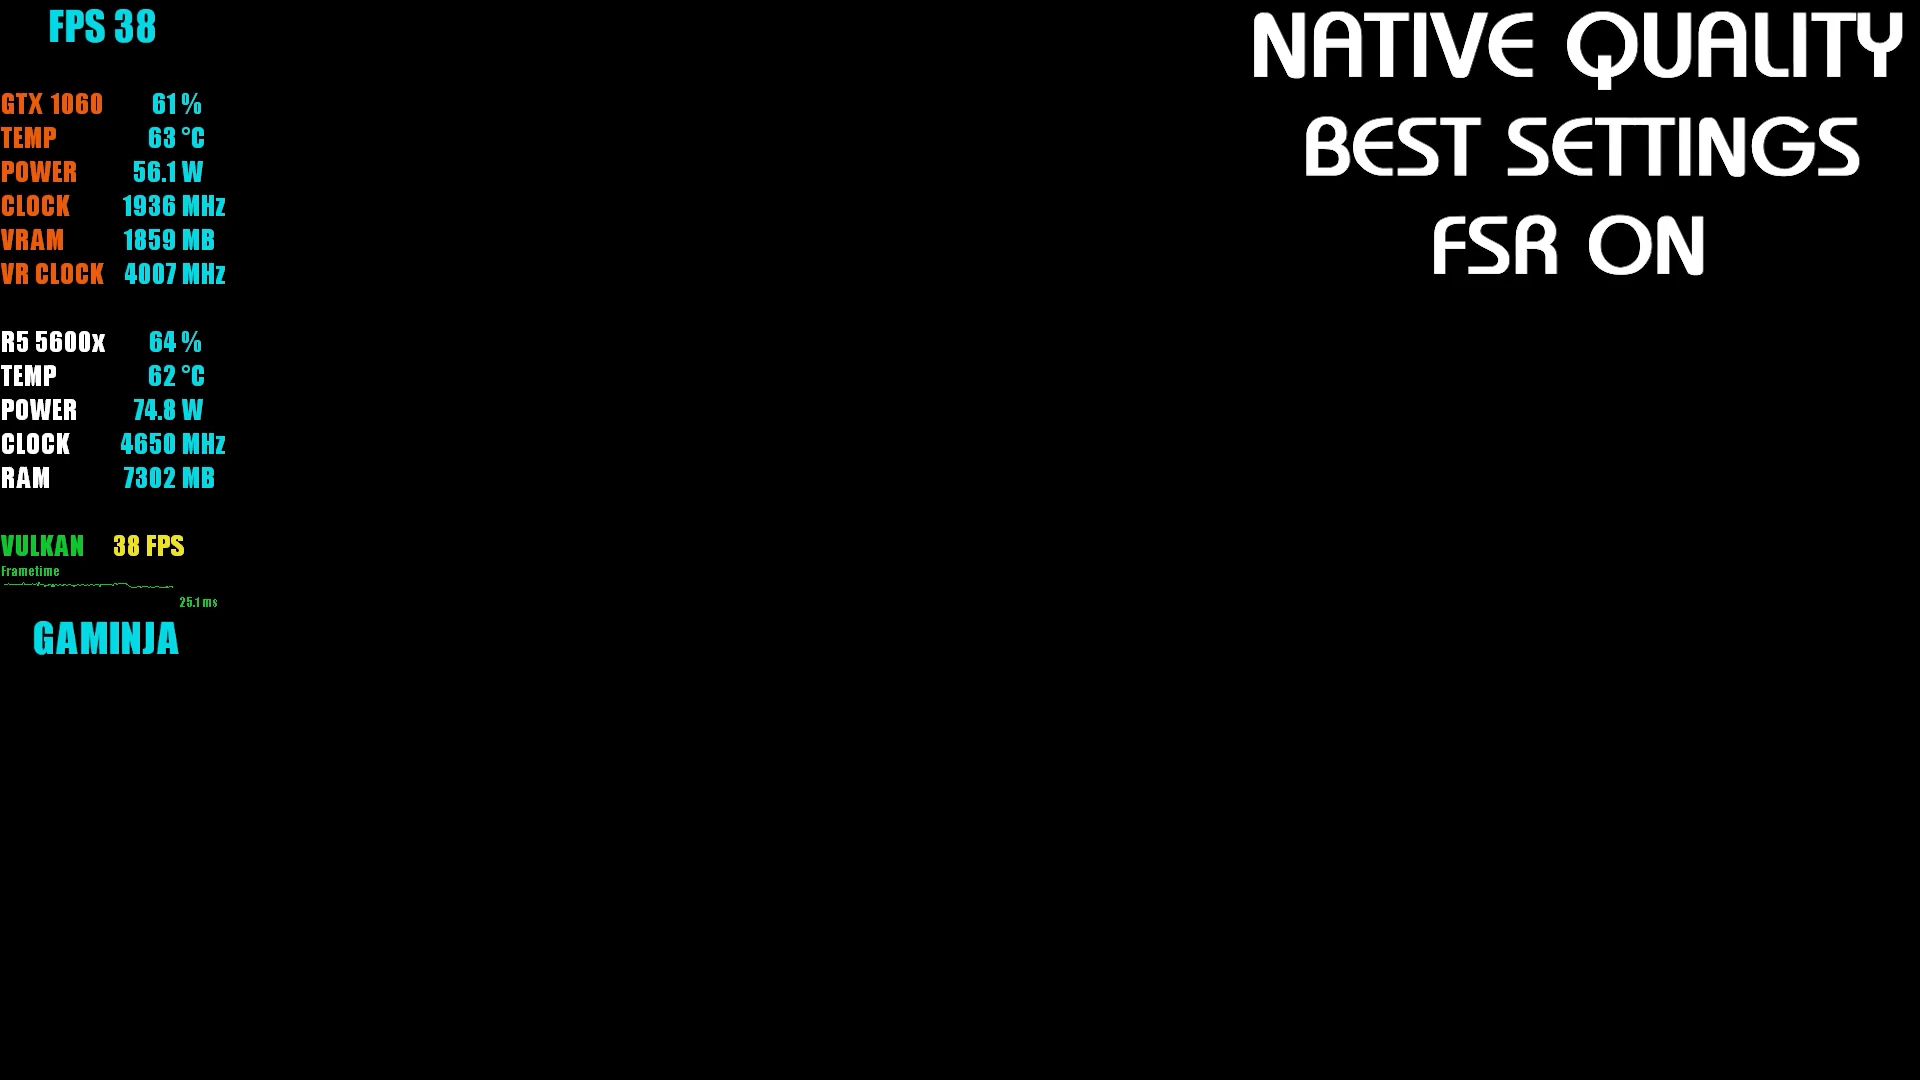 FPS 38
NATIVE QUALITY
BEST SETTINGS
FSR ON
GTX 1060 61 %
TEMP 63 °C
POWER 56.1 W
CLOCK 1936 MHz
VRAM 1859 MB
VR CLOCK 4007 MHz
R5 5600x 64 %
TEMP 62 °C
POWER 74.8 W
CLOCK 4650 MHz
RAM 7302 MB
VULKAN 38 FPS
Frametime
25.1 ms
GAMINJA